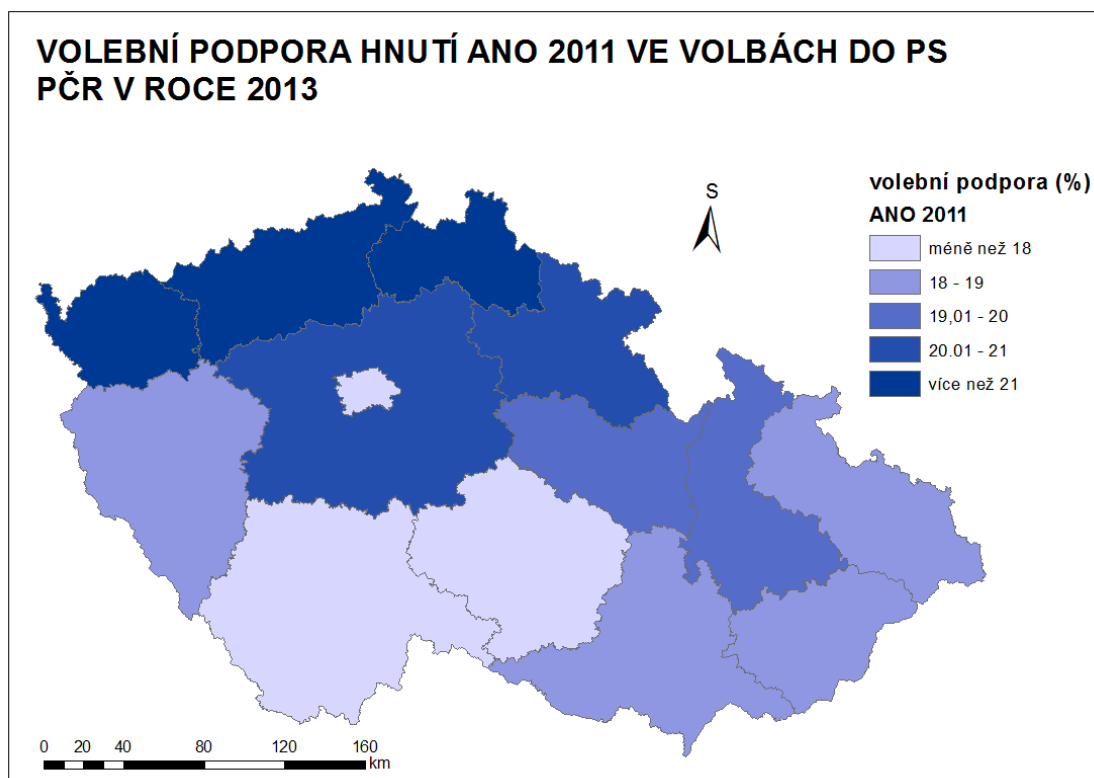 VOLEBNÍ PODPORA HNUTÍ ANO 2011 VE VOLBÁCH DO PS
PČR V ROCE 2013
S
volební podpora (%)
ANO 2011
méně než 18
18 - 19
19,01 - 20
20.01 - 21
více než 21
0 20 40 80 120 160
km